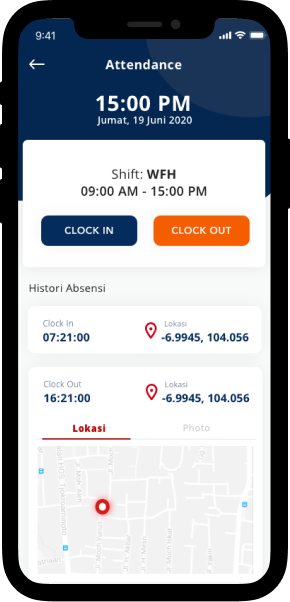 9:41
Attendance
15:00 PM
Jumat, 19 Juni 2020
Shift: WFH
09:00 AM - 15:00 PM
CLOCK IN
CLOCK OUT
Histori Absensi
Clock In
Lokasi
07:21:00
-6.9945, 104.056
Clock Out
Lokasi
16:21:00
-6.9945, 104.056
Lokasi
Photo